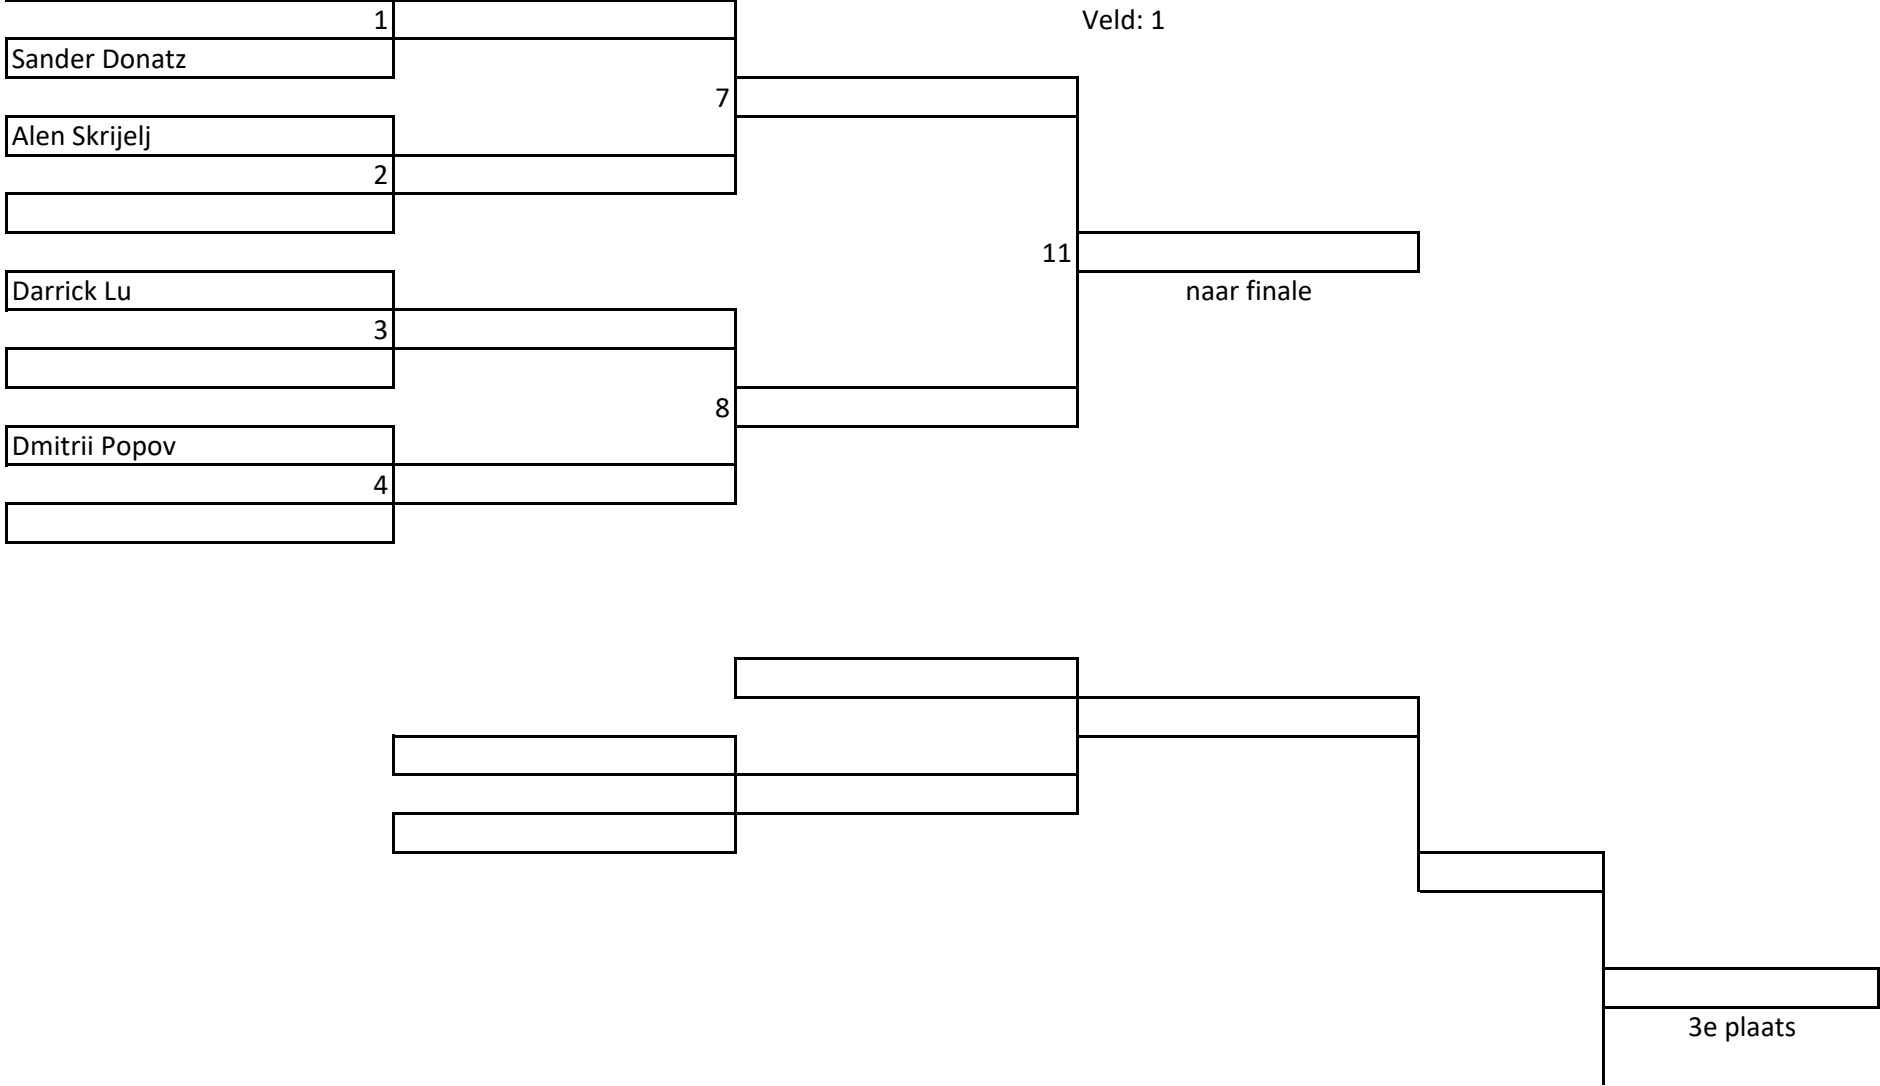 1
Veld: 1
Sander Donatz
7
Alen Skrijelj
2
11
Darrick Lu
naar finale
3
8
Dmitrii Popov
4
3e plaats